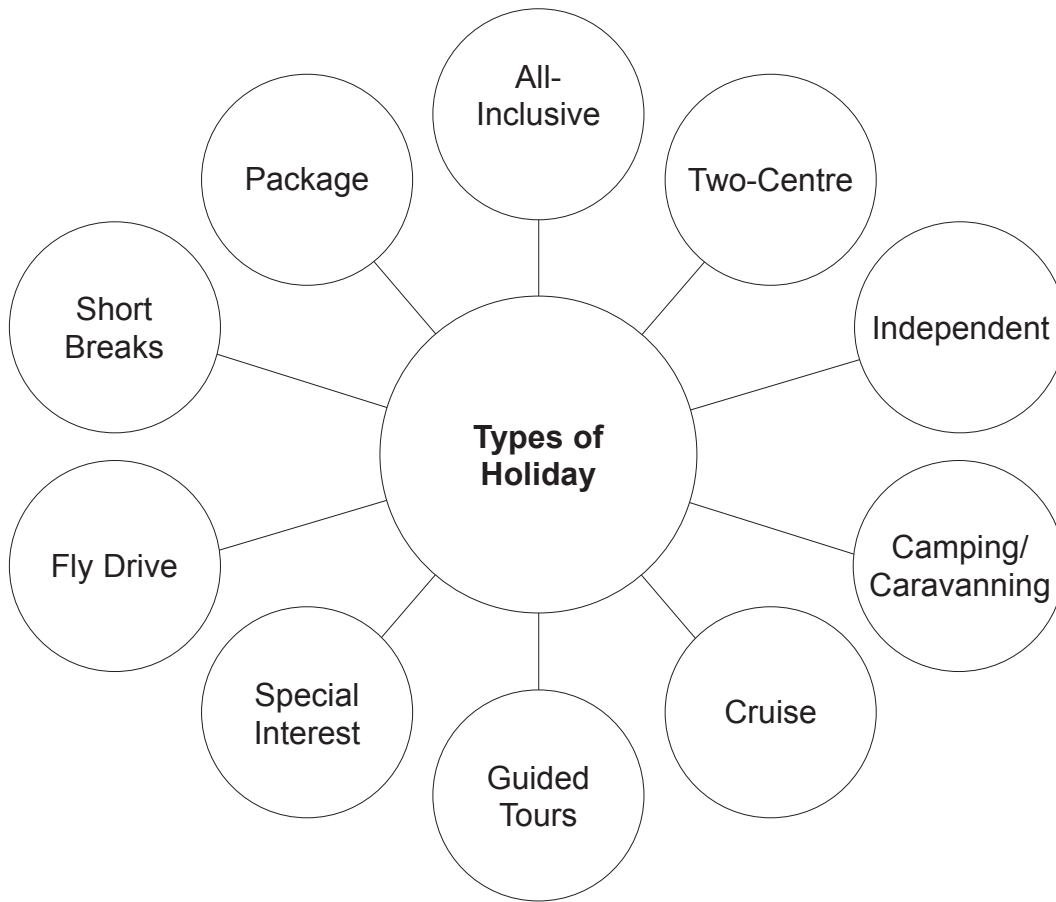 All-
Inclusive
Package
Two-Centre
Short
Breaks
Independent
Types of
Holiday
Fly Drive
Camping/
Caravanning
Special
Interest
Cruise
Guided
Tours